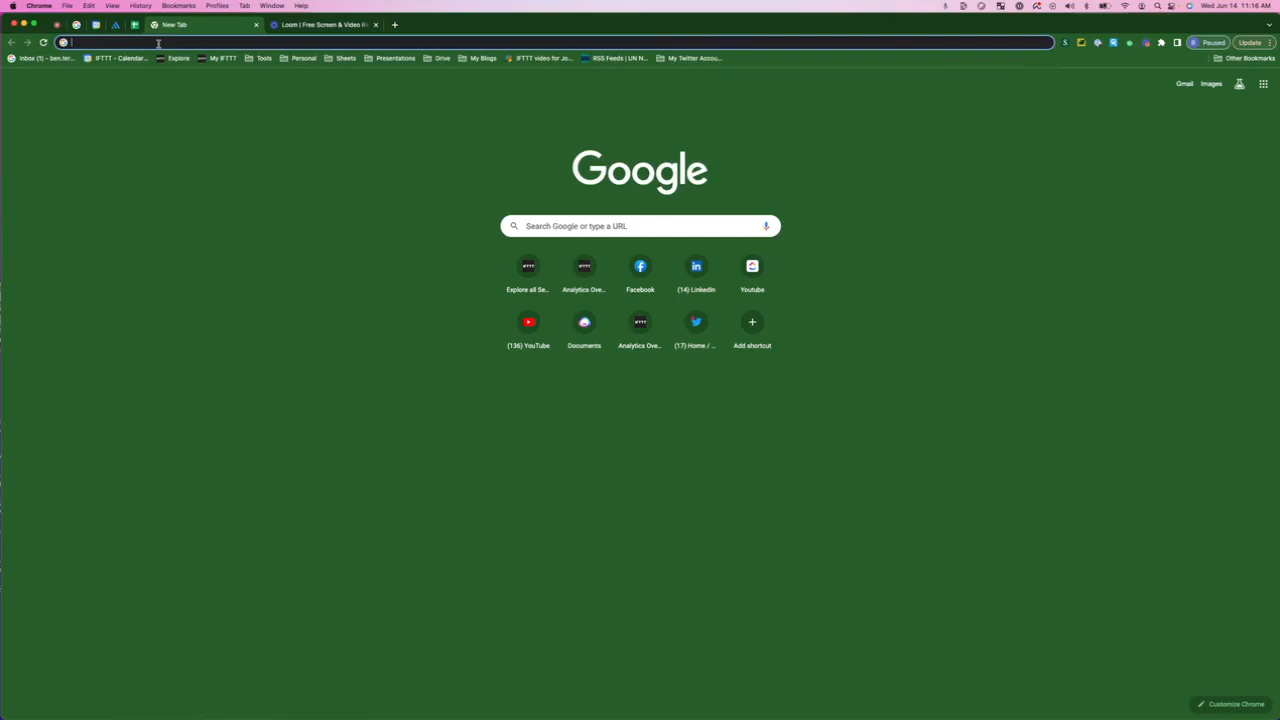 Chrome File Edit View History Bookmarks Profiles Tab Window Help Wed Jun 14 11:16 AM
New Tab Loom | Free Screen & Video Re
Paused Update
Inbox (1) - ben.ter... IFTTT - Calendar... Explore My IFTTT Tools Personal Sheets Presentations Drive My Blogs IFTTT video for Jo... RSS Feeds | UN N... My Twitter Accou... Other Bookmarks
Gmail Images
Google
Search Google or type a URL
Explore all Se... Analytics Ove... Facebook (14) LinkedIn Youtube
(136) YouTube Documents Analytics Ove... (17) Home / ... Add shortcut
Customize Chrome